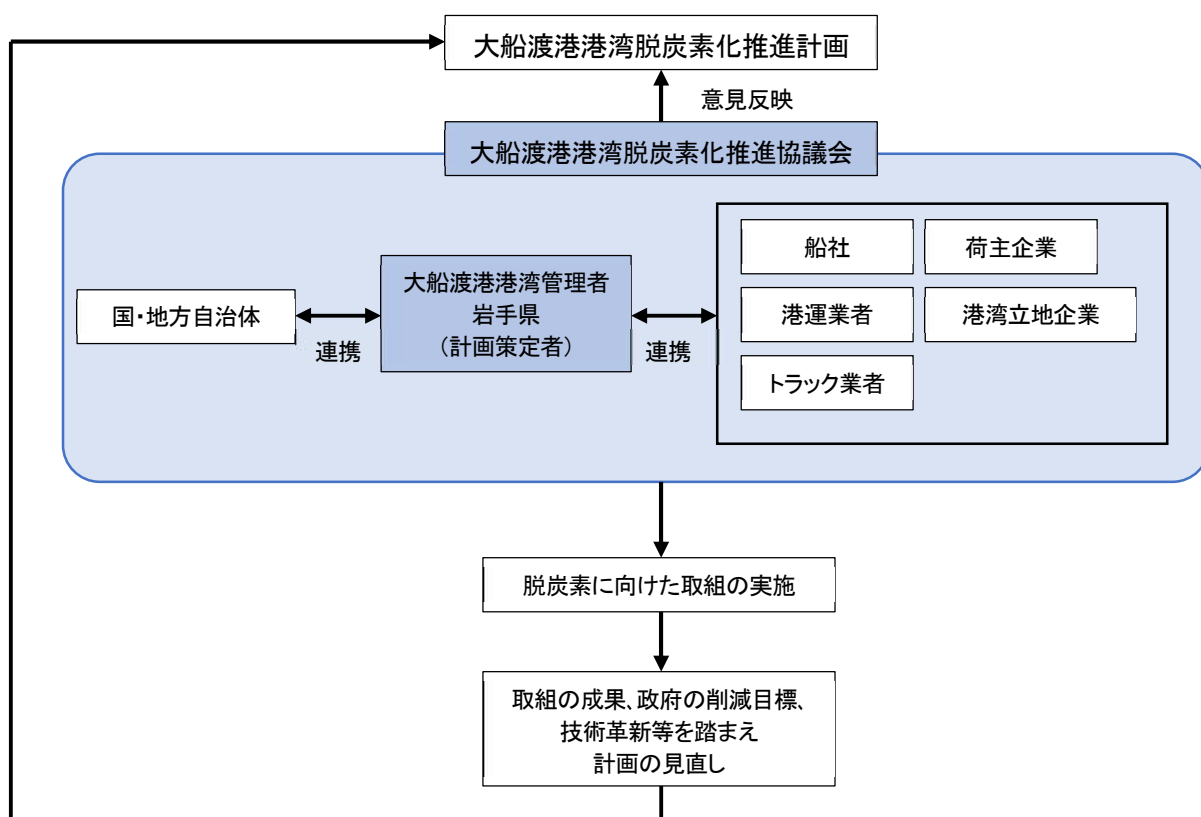 大船渡港港湾脱炭素化推進計画
意見反映
大船渡港港湾脱炭素化推進協議会
国・地方自治体
連携
大船渡港港湾管理者
岩手県
（計画策定者）
連携
船社
荷主企業
港運業者
港湾立地企業
トラック業者
脱炭素に向けた取組の実施
取組の成果、政府の削減目標、
技術革新等を踏まえ
計画の見直し